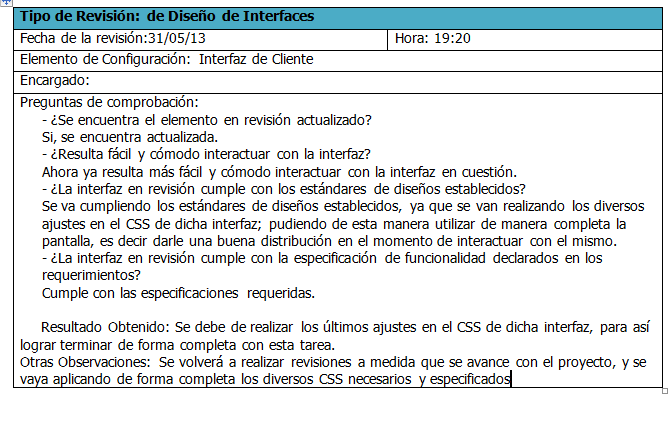 Tipo de Revisión: de Diseño de Interfaces
Fecha de la revisión:31/05/13 Hora: 19:20
Elemento de Configuración: Interfaz de Cliente
Encargado:
Preguntas de comprobación:
- ¿Se encuentra el elemento en revisión actualizado?
Si, se encuentra actualizada.
- ¿Resulta fácil y cómodo interactuar con la interfaz?
Ahora ya resulta más fácil y cómodo interactuar con la interfaz en cuestión.
- ¿La interfaz en revisión cumple con los estándares de diseños establecidos?
Se va cumpliendo los estándares de diseños establecidos, ya que se van realizando los diversos
ajustes en el CSS de dicha interfaz; pudiendo de esta manera utilizar de manera completa la
pantalla, es decir darle una buena distribución en el momento de interactuar con el mismo.
- ¿La interfaz en revisión cumple con la especificación de funcionalidad declarados en los
requerimientos?
Cumple con las especificaciones requeridas.
Resultado Obtenido: Se debe de realizar los últimos ajustes en el CSS de dicha interfaz, para así
lograr terminar de forma completa con esta tarea.
Otras Observaciones: Se volverá a realizar revisiones a medida que se avance con el proyecto, y se
vaya aplicando de forma completa los diversos CSS necesarios y especificados